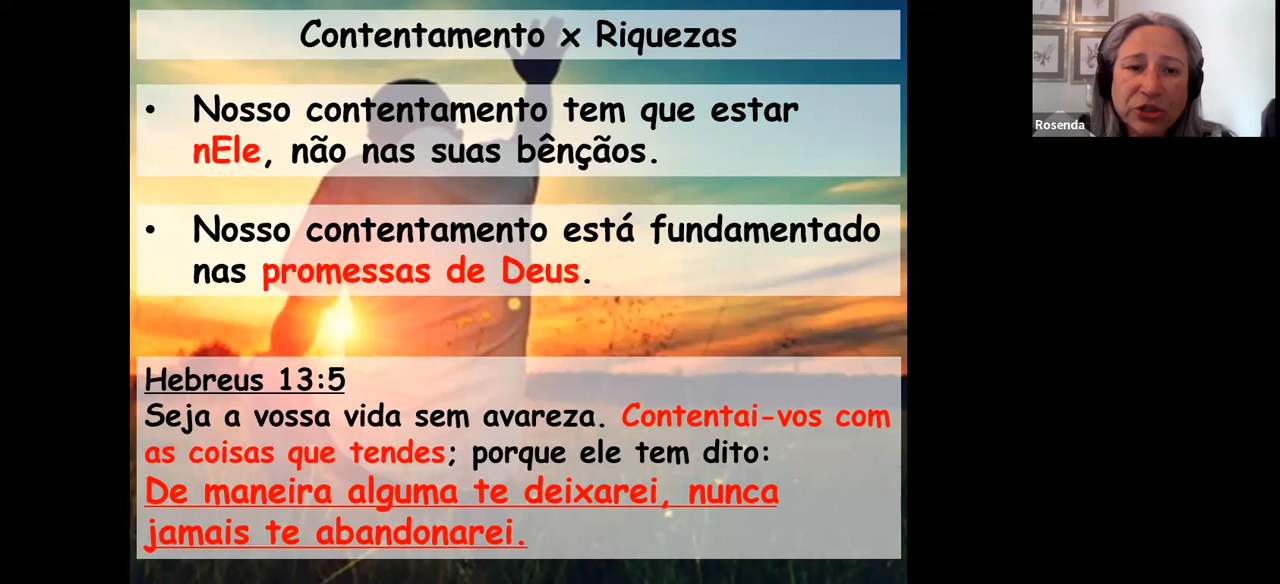 Contentamento x Riquezas
• Nosso contentamento tem que estar
nEle, não nas suas bênçãos.
• Nosso contentamento está fundamentado
nas promessas de Deus.
Hebreus 13:5
Seja a vossa vida sem avareza. Contentai-vos com
as coisas que tendes; porque ele tem dito:
De maneira alguma te deixarei, nunca
jamais te abandonarei.
Rosenda